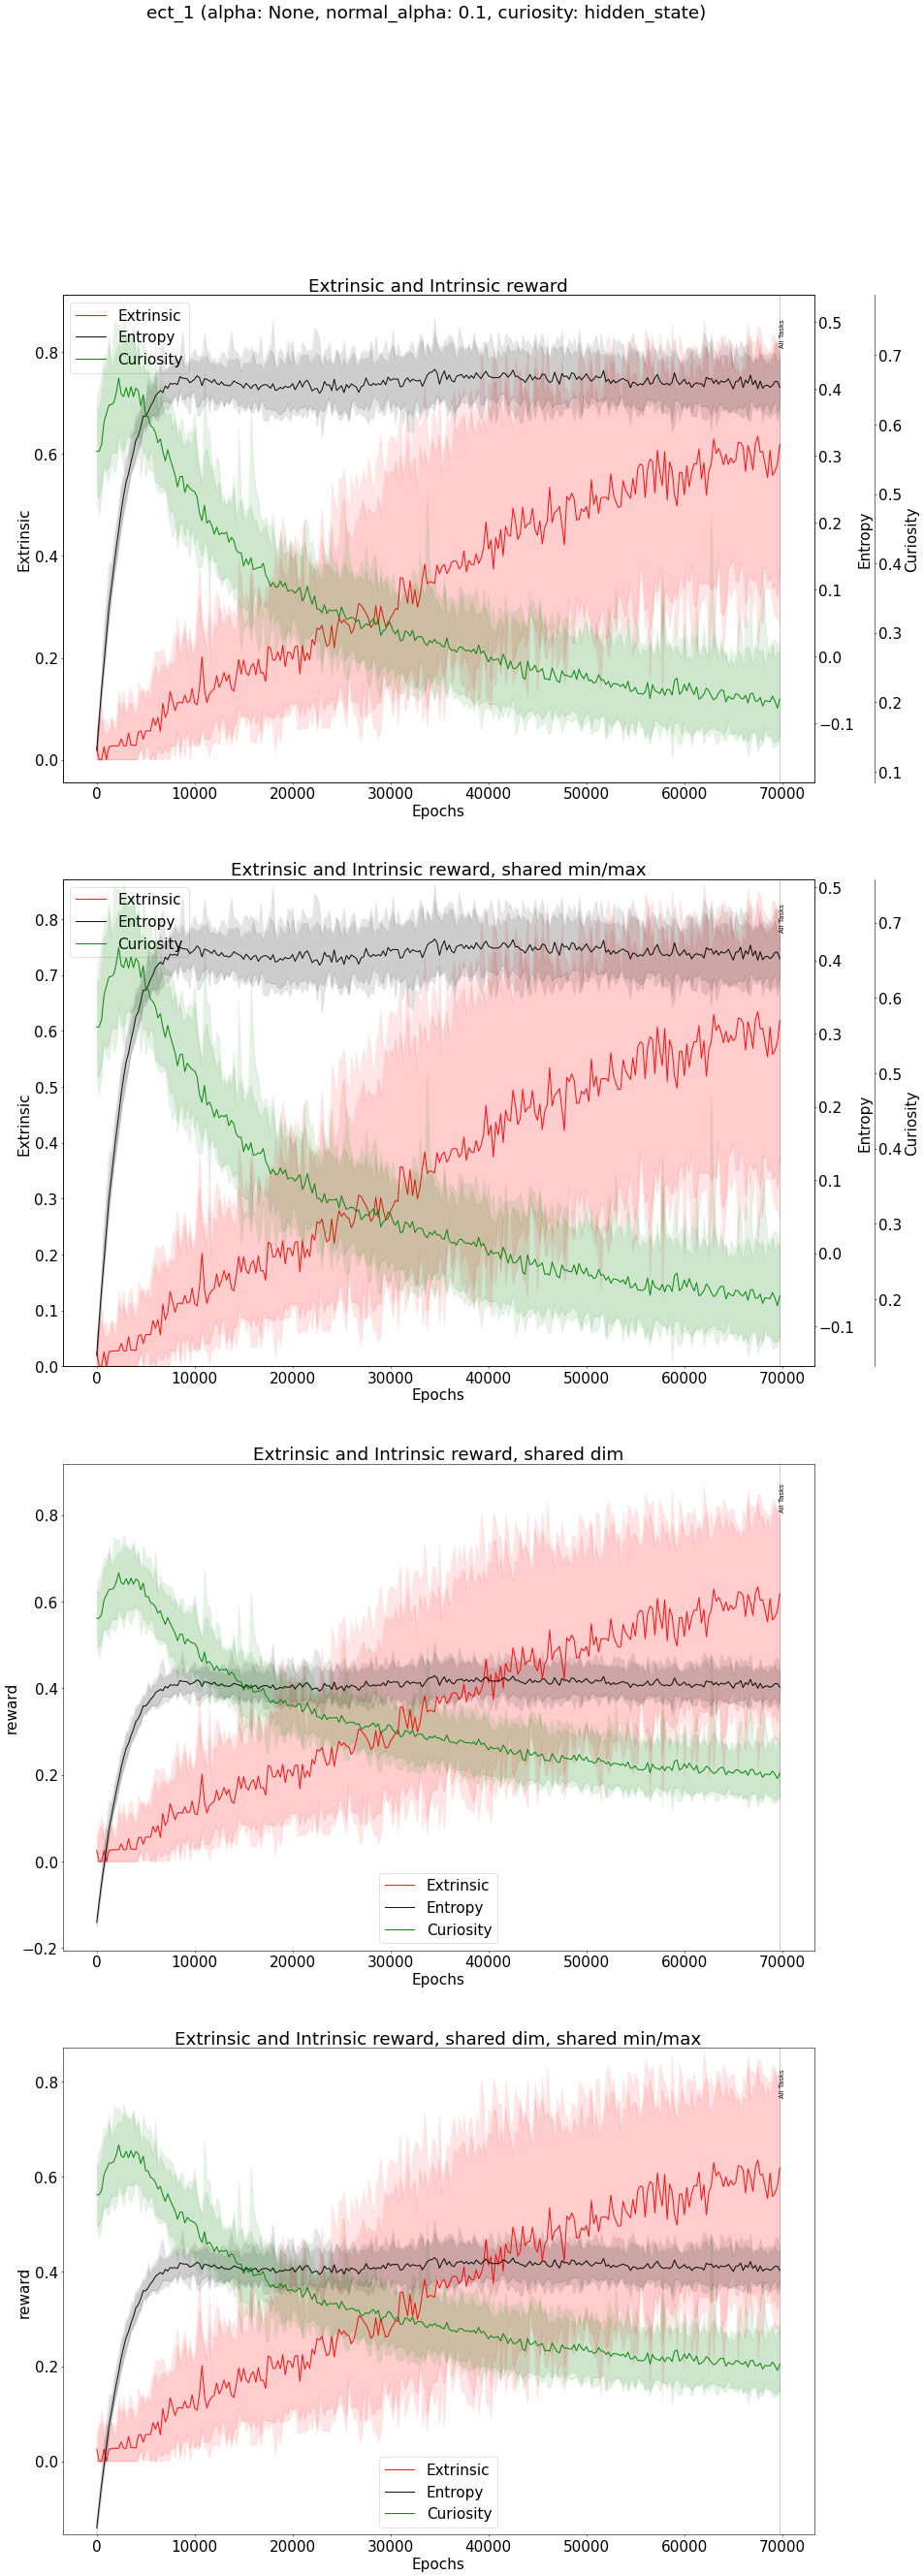 ect_1 (alpha: None, normal_alpha: 0.1, curiosity: hidden_state)
Extrinsic and Intrinsic reward
Extrinsic
Entropy
Curiosity
All Tasks
0.8
0.6
0.4
0.2
0.0
Extrinsic
0.5
0.4
0.3
0.2
0.1
0.0
−0.1
Entropy
0.7
0.6
0.5
0.4
0.3
0.2
0.1
Curiosity
0 10000 20000 30000 40000 50000 60000 70000
Epochs
Extrinsic and Intrinsic reward, shared min/max
Extrinsic
Entropy
Curiosity
All Tasks
0.8
0.7
0.6
0.5
0.4
0.3
0.2
0.1
0.0
Extrinsic
0.5
0.4
0.3
0.2
0.1
0.0
−0.1
Entropy
0.7
0.6
0.5
0.4
0.3
0.2
Curiosity
0 10000 20000 30000 40000 50000 60000 70000
Epochs
Extrinsic and Intrinsic reward, shared dim
All Tasks
0.8
0.6
0.4
0.2
0.0
−0.2
reward
Extrinsic
Entropy
Curiosity
0 10000 20000 30000 40000 50000 60000 70000
Epochs
Extrinsic and Intrinsic reward, shared dim, shared min/max
All Tasks
0.8
0.6
0.4
0.2
0.0
reward
Extrinsic
Entropy
Curiosity
0 10000 20000 30000 40000 50000 60000 70000
Epochs